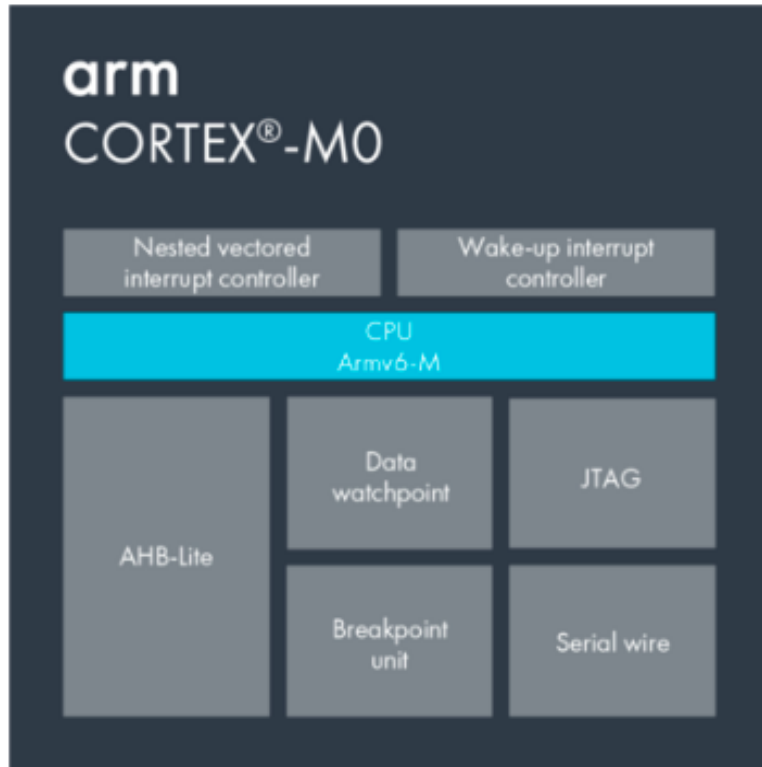 arm
CORTEX®-M0
Nested vectored
interrupt controller
Wake-up interrupt
controller
CPU
Armv6-M
AHB-Lite
Data
watchpoint
JTAG
Breakpoint
unit
Serial wire